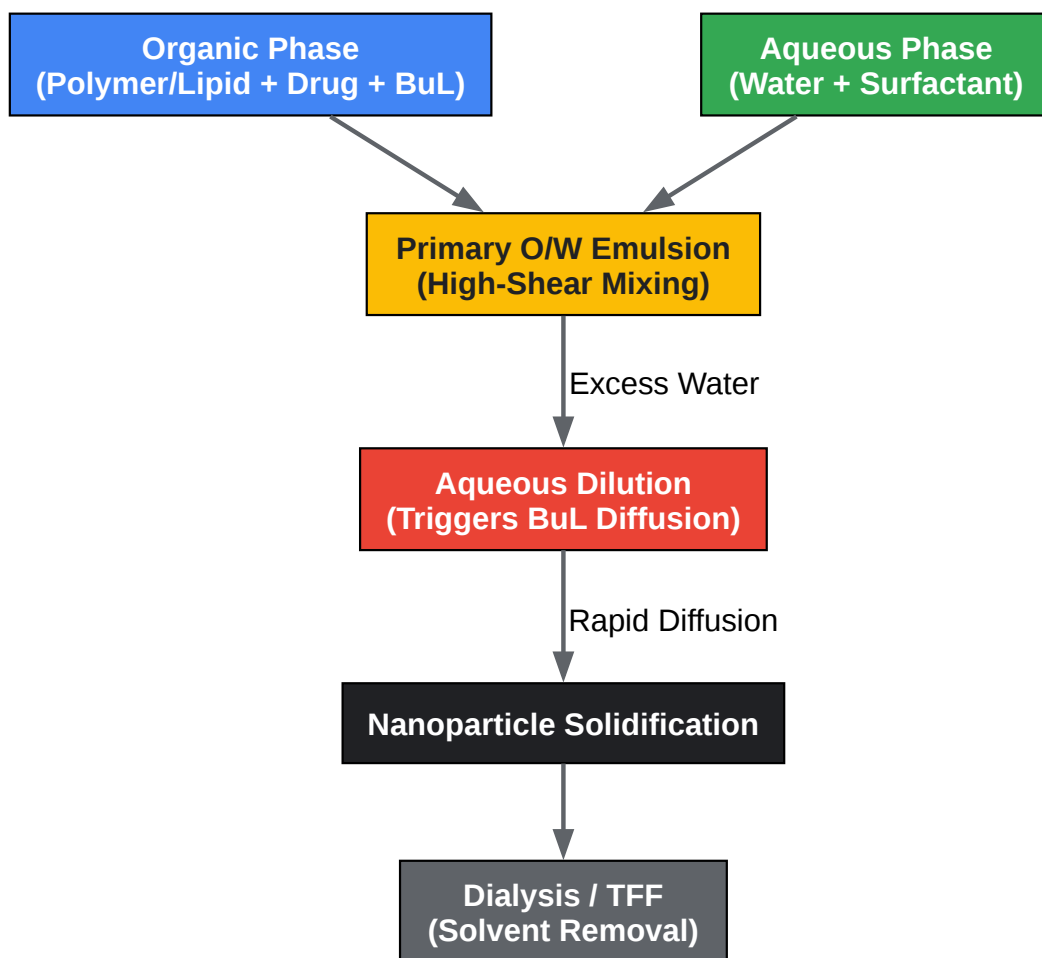 Organic Phase
(Polymer/Lipid + Drug + BuL)
Aqueous Phase
(Water + Surfactant)
Primary O/W Emulsion
(High-Shear Mixing)
Excess Water
Aqueous Dilution
(Triggers BuL Diffusion)
Rapid Diffusion
Nanoparticle Solidification
Dialysis / TFF
(Solvent Removal)